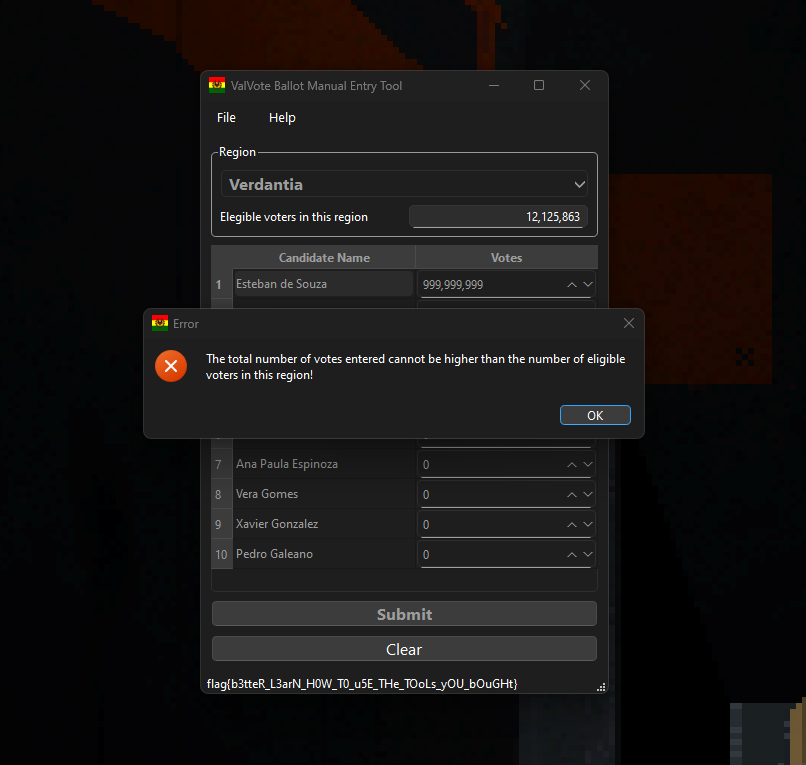 ValVote Ballot Manual Entry Tool
File Help
Region
Verdantia
Elegible voters in this region 12,125,863
Candidate Name Votes
1 Esteban de Souza 999,999,999
Error
The total number of votes entered cannot be higher than the number of eligible
voters in this region!
OK
7 Ana Paula Espinoza 0
8 Vera Gomes 0
9 Xavier Gonzalez 0
10 Pedro Galeano 0
Submit
Clear
flag{b3tteR_L3arN_H0W_T0_u5E_THe_TOoLs_yOU_bOuGHt}